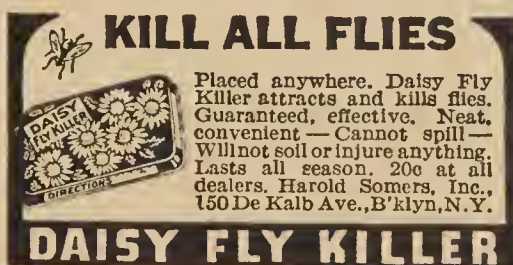 KILL ALL FLIES
Placed anywhere. Daisy Fly
Killer attracts and kills flies.
Guaranteed, effective. Neat,
convenient — Cannot spill —
Will not soil or injure anything.
Lasts all season. 20c at all
dealers. Harold Somers, Inc.,
150 De Kalb Ave., B'klyn, N.Y.
DAISY
FLY KILLER
DIRECTIONS
DAISY FLY KILLER